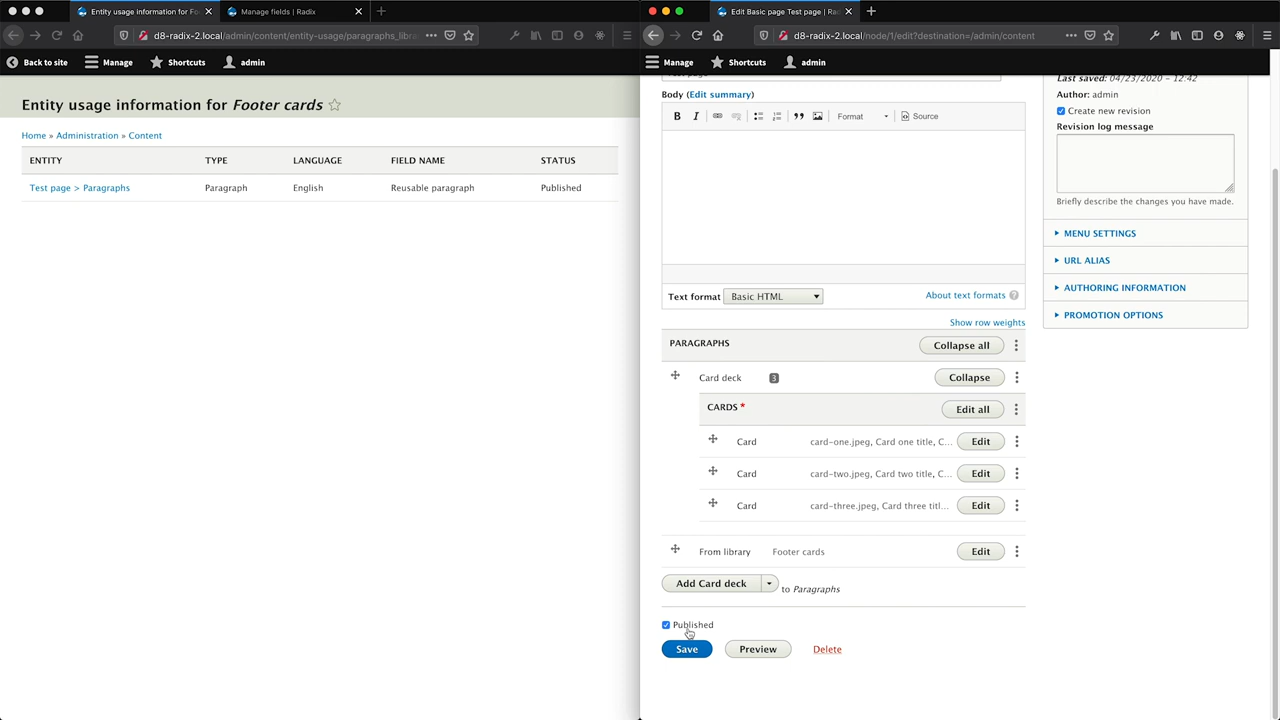 Entity usage information for Fo
Manage fields | Radix
d8-radix-2.local/admin/content/entity-usage/paragraphs_libra
Back to site
Manage
Shortcuts
admin
Entity usage information for Footer cards
Home » Administration » Content
ENTITY TYPE LANGUAGE FIELD NAME STATUS
Test page > Paragraphs Paragraph English Reusable paragraph Published
Edit Basic page Test page | Ra
d8-radix-2.local/node/1/edit?destination=/admin/content
Manage
Shortcuts
admin
Body (Edit summary)
B I Format Source
Text format Basic HTML
About text formats ?
Show row weights
PARAGRAPHS Collapse all
Card deck 3 Collapse
CARDS * Edit all
Card card-one.jpeg, Card one title, C... Edit
Card card-two.jpeg, Card two title, C... Edit
Card card-three.jpeg, Card three titl... Edit
From library Footer cards Edit
Add Card deck to Paragraphs
Published
Save Preview Delete
Last saved: 04/23/2020 - 12:42
Author: admin
Create new revision
Revision log message
Briefly describe the changes you have made.
MENU SETTINGS
URL ALIAS
AUTHORING INFORMATION
PROMOTION OPTIONS